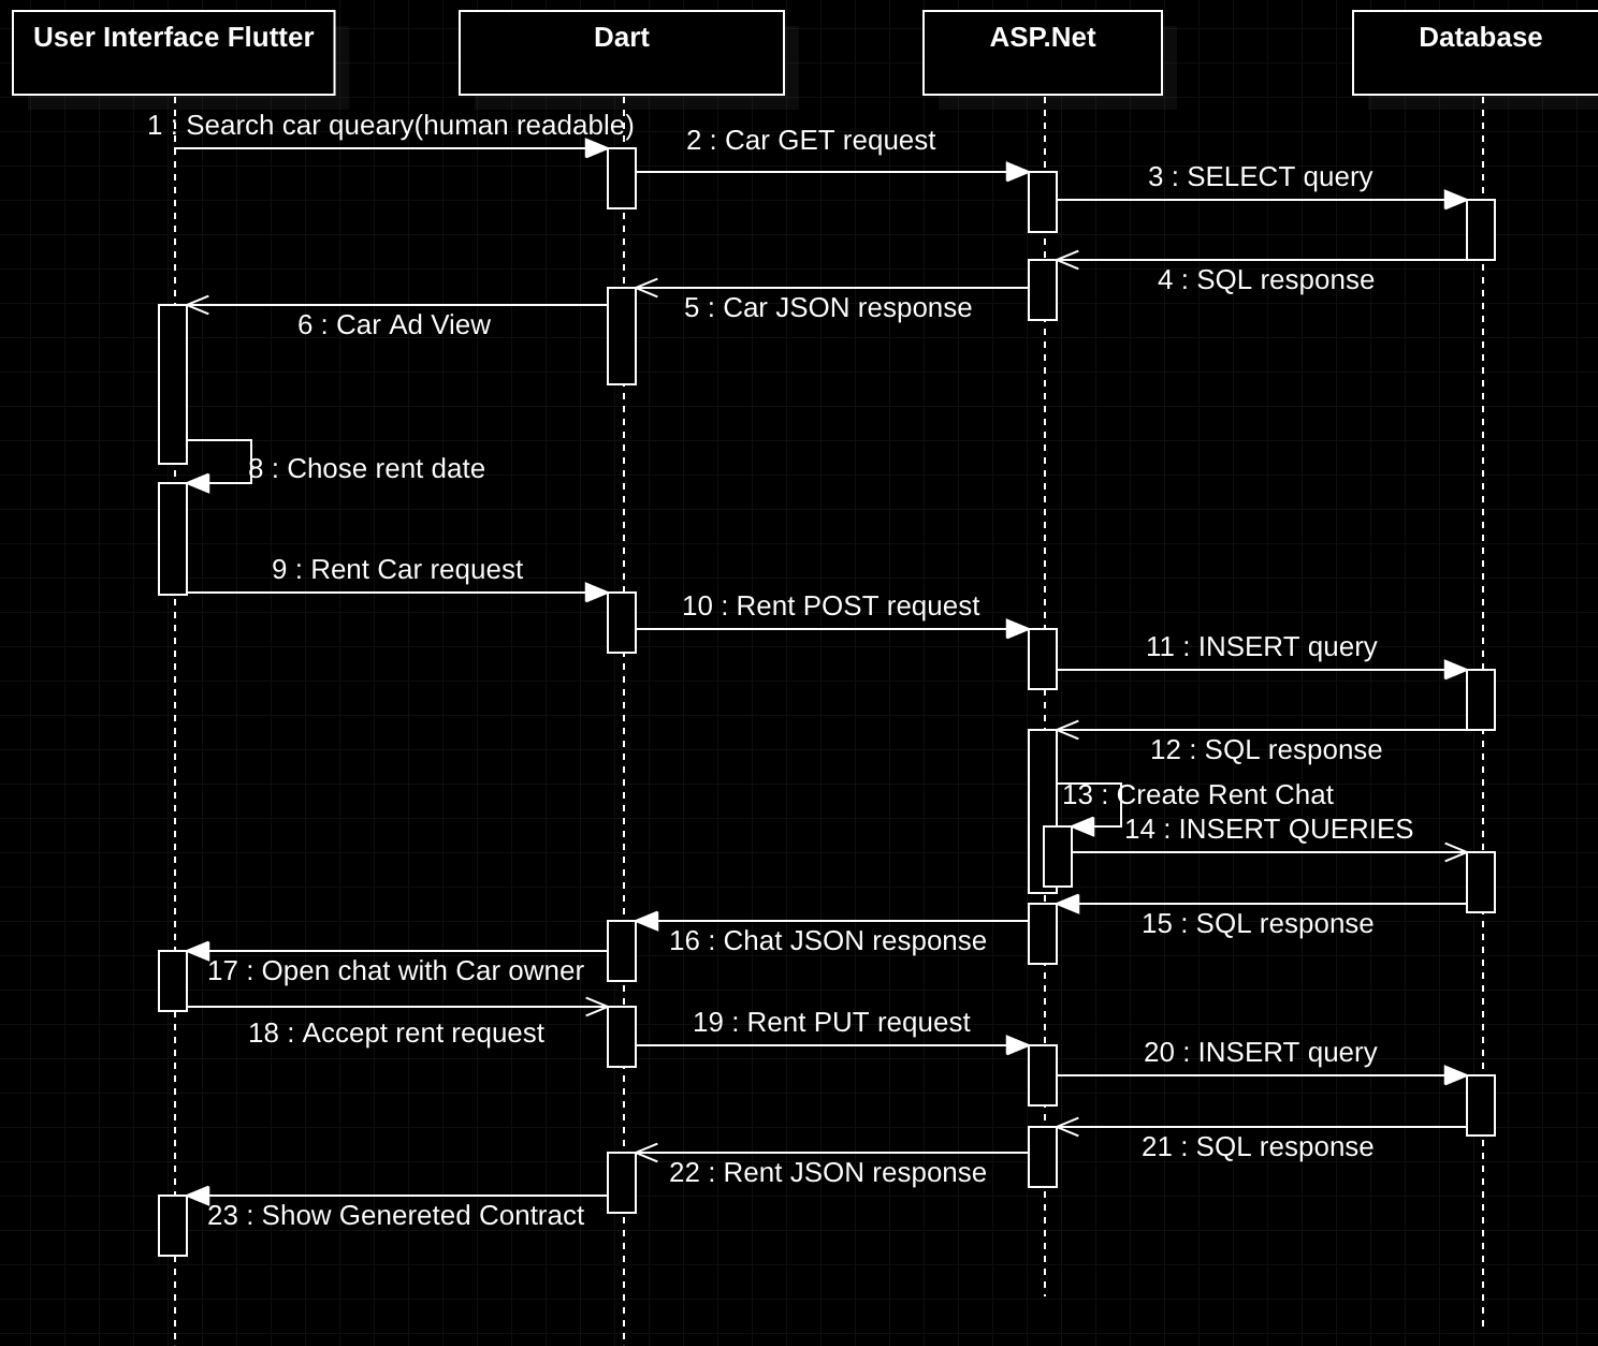 User Interface Flutter
Dart
ASP.Net
Database
1 : Search car queary(human readable)
2 : Car GET request
3 : SELECT query
4 : SQL response
5 : Car JSON response
6 : Car Ad View
8 : Chose rent date
9 : Rent Car request
10 : Rent POST request
11 : INSERT query
12 : SQL response
13 : Create Rent Chat
14 : INSERT QUERIES
15 : SQL response
16 : Chat JSON response
17 : Open chat with Car owner
18 : Accept rent request
19 : Rent PUT request
20 : INSERT query
21 : SQL response
22 : Rent JSON response
23 : Show Genereted Contract